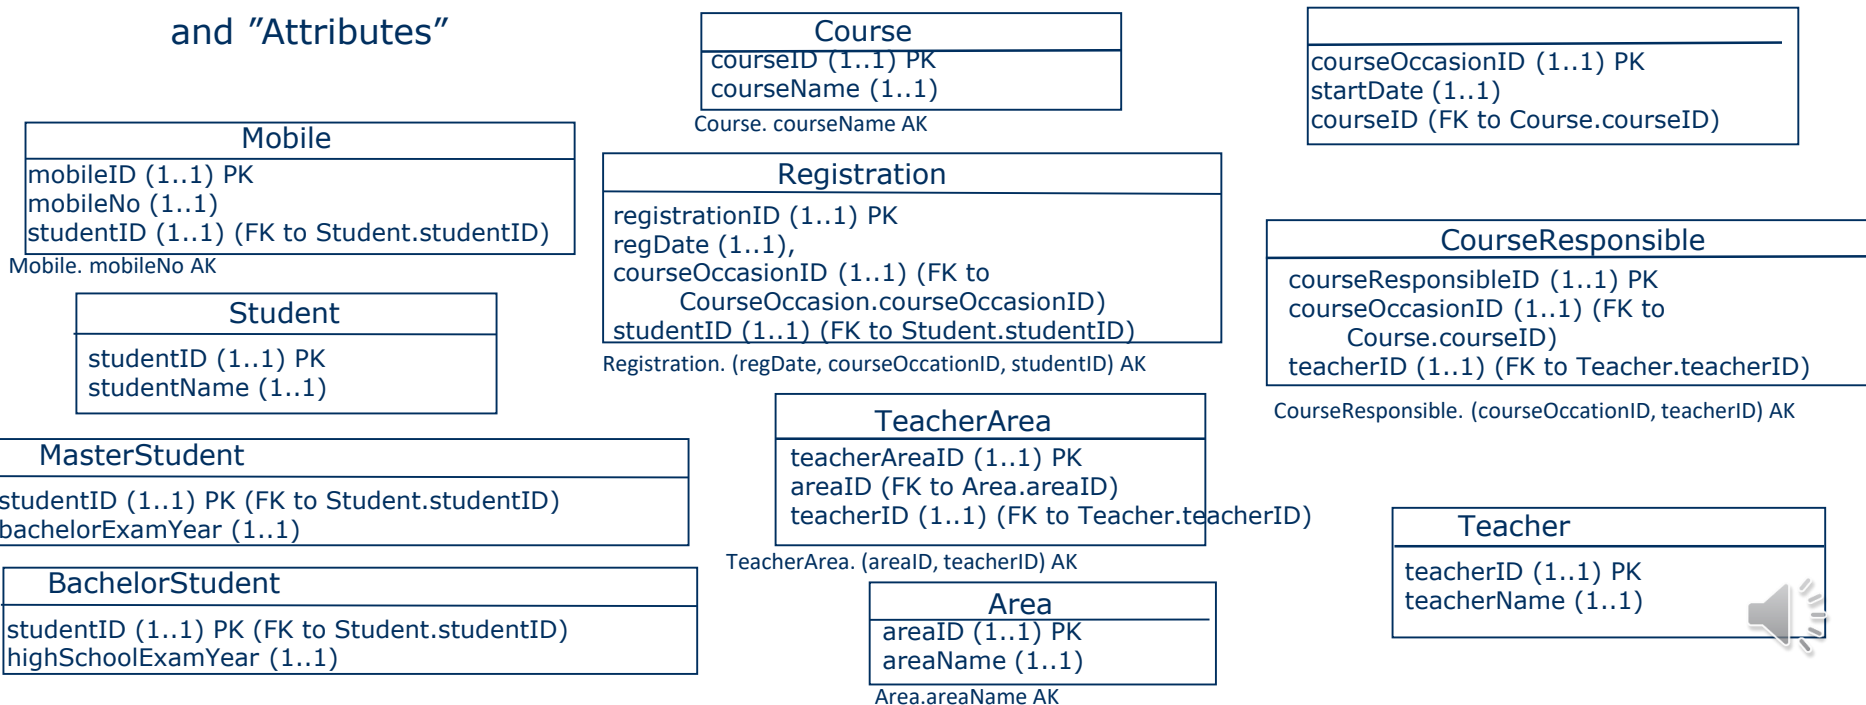 and ”Attributes”
Course
courseID (1..1) PK
courseName (1..1)
Course. courseName AK
courseOccasionID (1..1) PK
startDate (1..1)
courseID (FK to Course.courseID)
Mobile
mobileID (1..1) PK
mobileNo (1..1)
studentID (1..1) (FK to Student.studentID)
Mobile. mobileNo AK
Registration
registrationID (1..1) PK
regDate (1..1),
courseOccasionID (1..1) (FK to
CourseOccasion.courseOccasionID)
studentID (1..1) (FK to Student.studentID)
Registration. (regDate, courseOccationID, studentID) AK
CourseResponsible
courseResponsibleID (1..1) PK
courseOccasionID (1..1) (FK to
Course.courseID)
teacherID (1..1) (FK to Teacher.teacherID)
CourseResponsible. (courseOccationID, teacherID) AK
Student
studentID (1..1) PK
studentName (1..1)
TeacherArea
teacherAreaID (1..1) PK
areaID (FK to Area.areaID)
teacherID (1..1) (FK to Teacher.teacherID)
TeacherArea. (areaID, teacherID) AK
MasterStudent
studentID (1..1) PK (FK to Student.studentID)
bachelorExamYear (1..1)
Teacher
teacherID (1..1) PK
teacherName (1..1)
BachelorStudent
studentID (1..1) PK (FK to Student.studentID)
highSchoolExamYear (1..1)
Area
areaID (1..1) PK
areaName (1..1)
Area.areaName AK